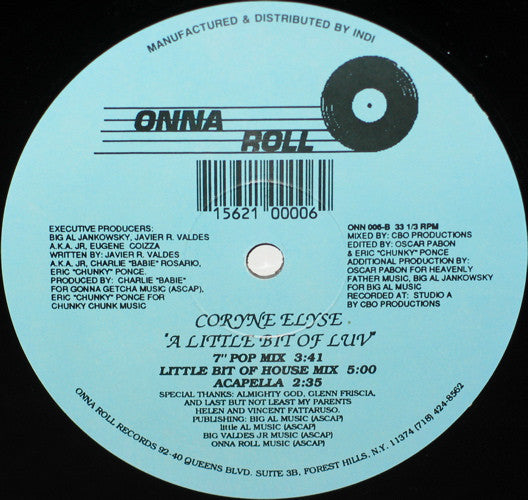 MANUFACTURED & DISTRIBUTED BY INDI
ONNA
ROLL
15621 00006
EXECUTIVE PRODUCERS:
BIG AL JANKOWSKY, JAVIER R. VALDES
A.K.A. JR, EUGENE COIZZA
WRITTEN BY: JAVIER R. VALDES
A.K.A. JR, CHARLIE "BABIE" ROSARIO,
ERIC "CHUNKY" PONCE.
PRODUCED BY: CHARLIE "BABIE"
FOR GONNA GETCHA MUSIC (ASCAP),
ERIC "CHUNKY" PONCE FOR
CHUNKY CHUNK MUSIC
ONN 006-B 33 1/3 RPM
MIXED BY: CBO PRODUCTIONS
EDITED BY: OSCAR PABON
& ERIC "CHUNKY" PONCE
ADDITIONAL PRODUCTION BY:
OSCAR PABON FOR HEAVENLY
FATHER MUSIC, BIG AL JANKOWSKY
FOR BIG AL MUSIC
RECORDED AT: STUDIO A
BY CBO PRODUCTIONS
CORYNE ELYSE
"A LITTLE BIT OF LUV"
7" POP MIX 3:41
LITTLE BIT OF HOUSE MIX 5:00
ACAPELLA 2:35
SPECIAL THANKS: ALMIGHTY GOD, GLENN FRISCIA,
AND LAST BUT NOT LEAST MY PARENTS
HELEN AND VINCENT FATTARUSO.
PUBLISHING: BIG AL MUSIC (ASCAP)
little AL MUSIC (ASCAP)
BIG VALDES JR MUSIC (ASCAP)
ONNA ROLL MUSIC (ASCAP)
ONNA ROLL RECORDS 92-40 QUEENS BLVD. SUITE 3B, FOREST HILLS, N.Y. 11374 (718) 424-8562